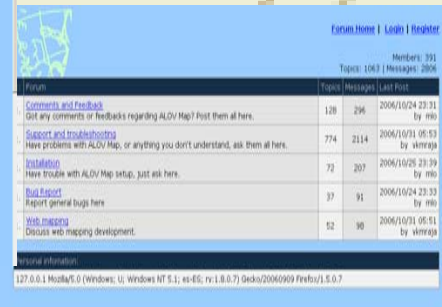 Forum Home | Login | Register
Members: 391
Topics: 1063 | Messages: 2806
Forum Topics Messages Last Post
Comments and Feedback
Got any comments or feedbacks regarding ALOV Map? Post them all here.
128 296 2006/10/24 23:31
by mlo
Support and troubleshooting
Have problems with ALOV Map, or anything you don't understand, ask them all here.
774 2114 2006/10/31 05:53
by vkmraja
Installation
Have trouble with ALOV Map setup, just ask here.
72 207 2006/10/25 23:39
by mlo
Bug Report
Report general bugs here
37 91 2006/10/24 23:33
by mlo
Web mapping
Discuss web mapping development.
52 98 2006/10/31 05:51
by vkmraja
Personal infomation:
127.0.0.1 Mozilla/5.0 (Windows; U; Windows NT 5.1; es-ES; rv:1.8.0.7) Gecko/20060909 Firefox/1.5.0.7